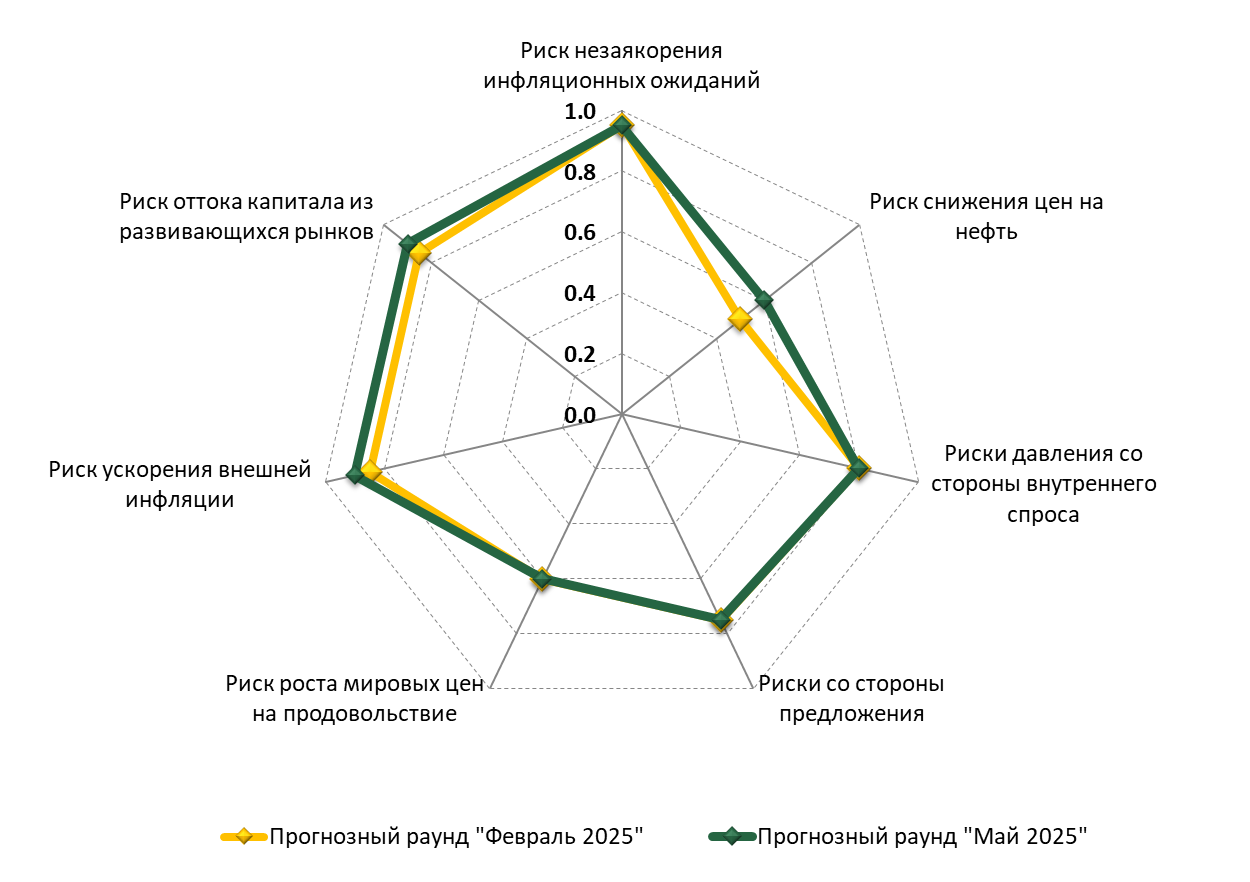 Риск незаякорения
инфляционных ожиданий
1.0
0.8
0.6
0.4
0.2
0.0
Риск снижения цен на
нефть
Риски давления со
стороны внутреннего
спроса
Риски со стороны
предложения
Риск роста мировых цен
на продовольствие
Риск ускорения внешней
инфляции
Риск оттока капитала из
развивающихся рынков
Прогнозный раунд "Февраль 2025"
Прогнозный раунд "Май 2025"